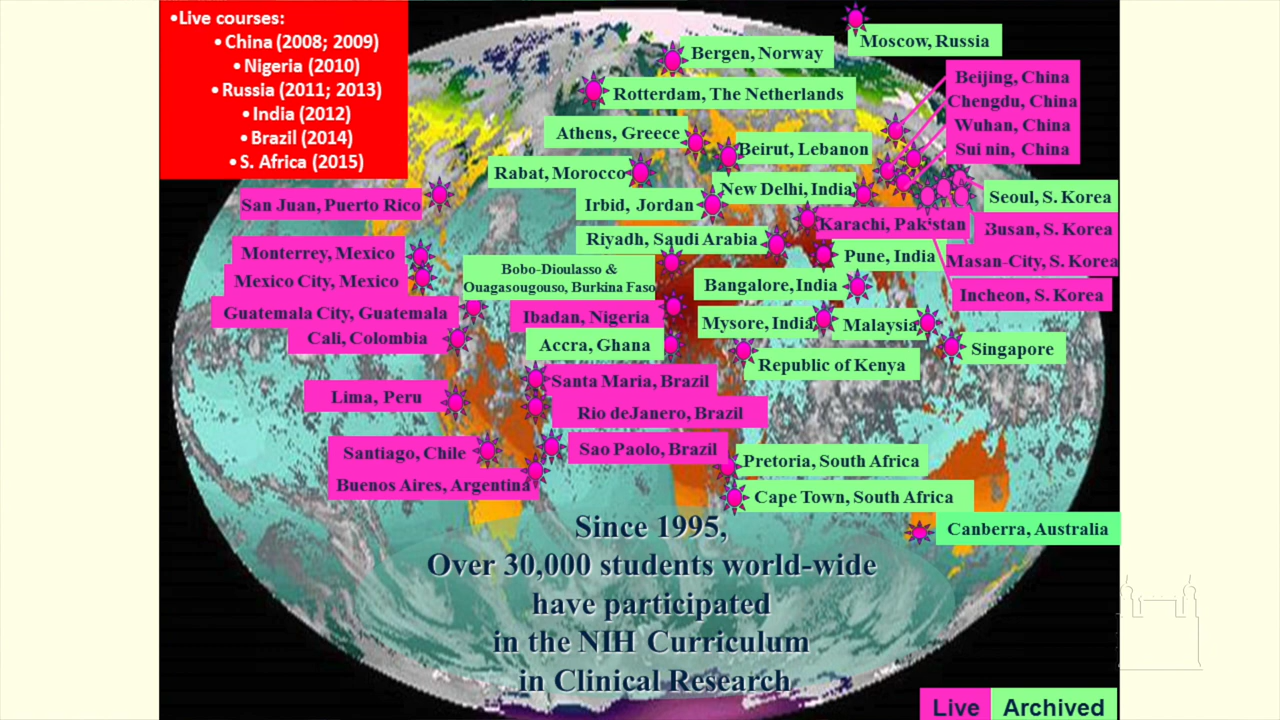 •Live courses:
• China (2008; 2009)
• Nigeria (2010)
• Russia (2011; 2013)
• India (2012)
• Brazil (2014)
• S. Africa (2015)
Moscow, Russia
Bergen, Norway
Rotterdam, The Netherlands
Beijing, China
Chengdu, China
Wuhan, China
Sui nin, China
Athens, Greece
Beirut, Lebanon
Rabat, Morocco
New Delhi, India
Irbid, Jordan
San Juan, Puerto Rico
Seoul, S. Korea
Karachi, Pakistan
Busan, S. Korea
Riyadh, Saudi Arabia
Monterrey, Mexico
Pune, India
Masan-City, S. Korea
Bobo-Dioulasso &
Ouagasougouso, Burkina Faso
Mexico City, Mexico
Bangalore, India
Incheon, S. Korea
Guatemala City, Guatemala
Ibadan, Nigeria
Mysore, India
Malaysia
Cali, Colombia
Accra, Ghana
Singapore
Republic of Kenya
Santa Maria, Brazil
Lima, Peru
Rio deJanero, Brazil
Santiago, Chile
Sao Paolo, Brazil
Pretoria, South Africa
Buenos Aires, Argentina
Cape Town, South Africa
Canberra, Australia
Since 1995,
Over 30,000 students world-wide
have participated
in the NIH Curriculum
in Clinical Research
Live
Archived